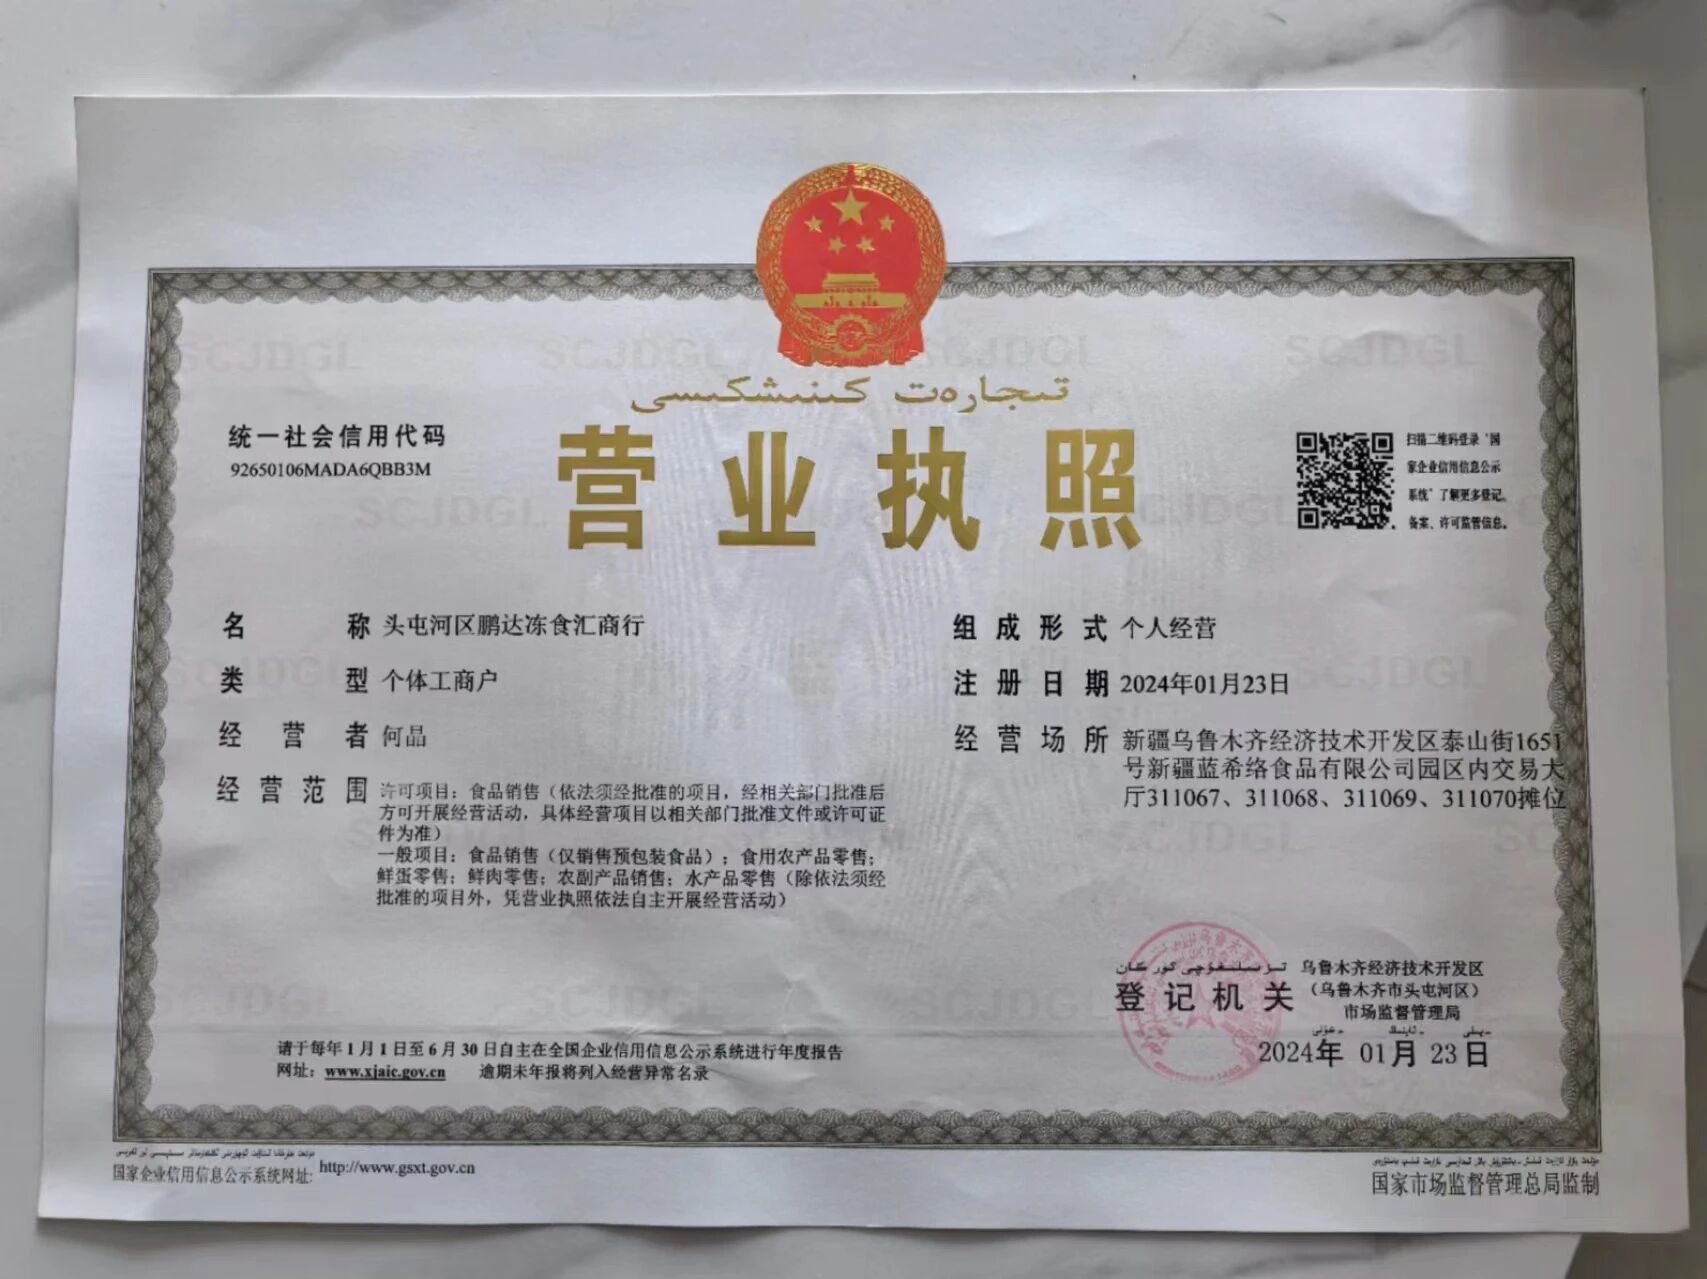 تىجارەت كىنىشكىسى
营业执照
统一社会信用代码
92650106MADA6QBB3M
扫描二维码登录“国
家企业信用信息公示
系统”了解更多登记、
备案、许可监管信息。
名称 头屯河区鹏达冻食汇商行
类型 个体工商户
经营者 何晶
经营范围 许可项目：食品销售（依法须经批准的项目，经相关部门批准后
方可开展经营活动，具体经营项目以相关部门批准文件或许可证
件为准）
一般项目：食品销售（仅销售预包装食品）；食用农产品零售；
鲜蛋零售；鲜肉零售；农副产品销售；水产品零售（除依法须经
批准的项目外，凭营业执照依法自主开展经营活动）
组成形式 个人经营
注册日期 2024年01月23日
经营场所 新疆乌鲁木齐经济技术开发区泰山街1651
号新疆蓝希络食品有限公司园区内交易大
厅311067、311068、311069、311070摊位
登记机关
乌鲁木齐经济技术开发区
（乌鲁木齐市头屯河区）
市场监督管理局
2024年 01月 23日
请于每年1月1日至6月30日自主在全国企业信用信息公示系统进行年度报告
网址：www.xjaic.gov.cn 逾期未年报将列入经营异常名录
国家企业信用信息公示系统网址: http://www.gsxt.gov.cn
国家市场监督管理总局监制
SCJDGL